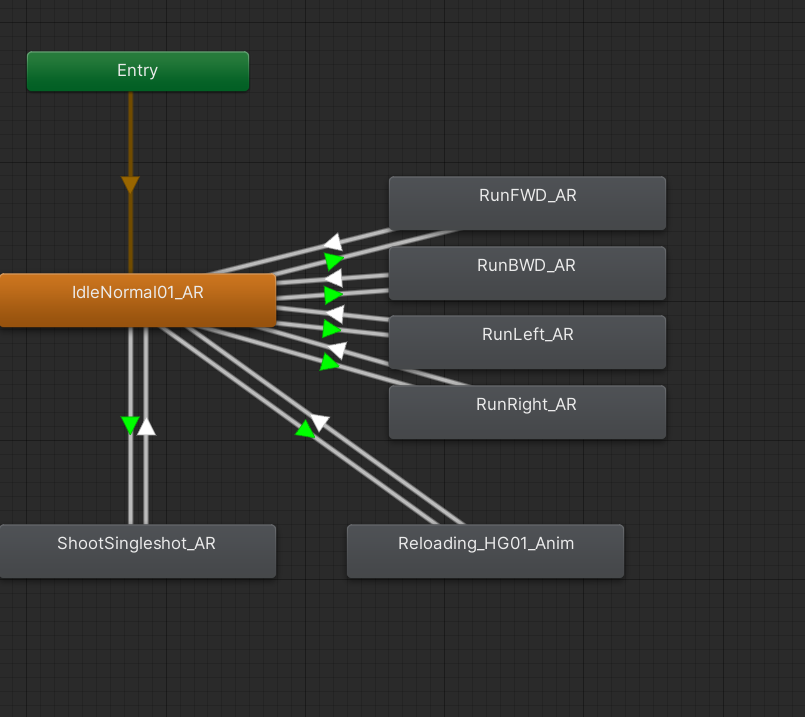 Entry
RunFWD_AR
RunBWD_AR
IdleNormal01_AR
RunLeft_AR
RunRight_AR
ShootSingleshot_AR
Reloading_HG01_Anim